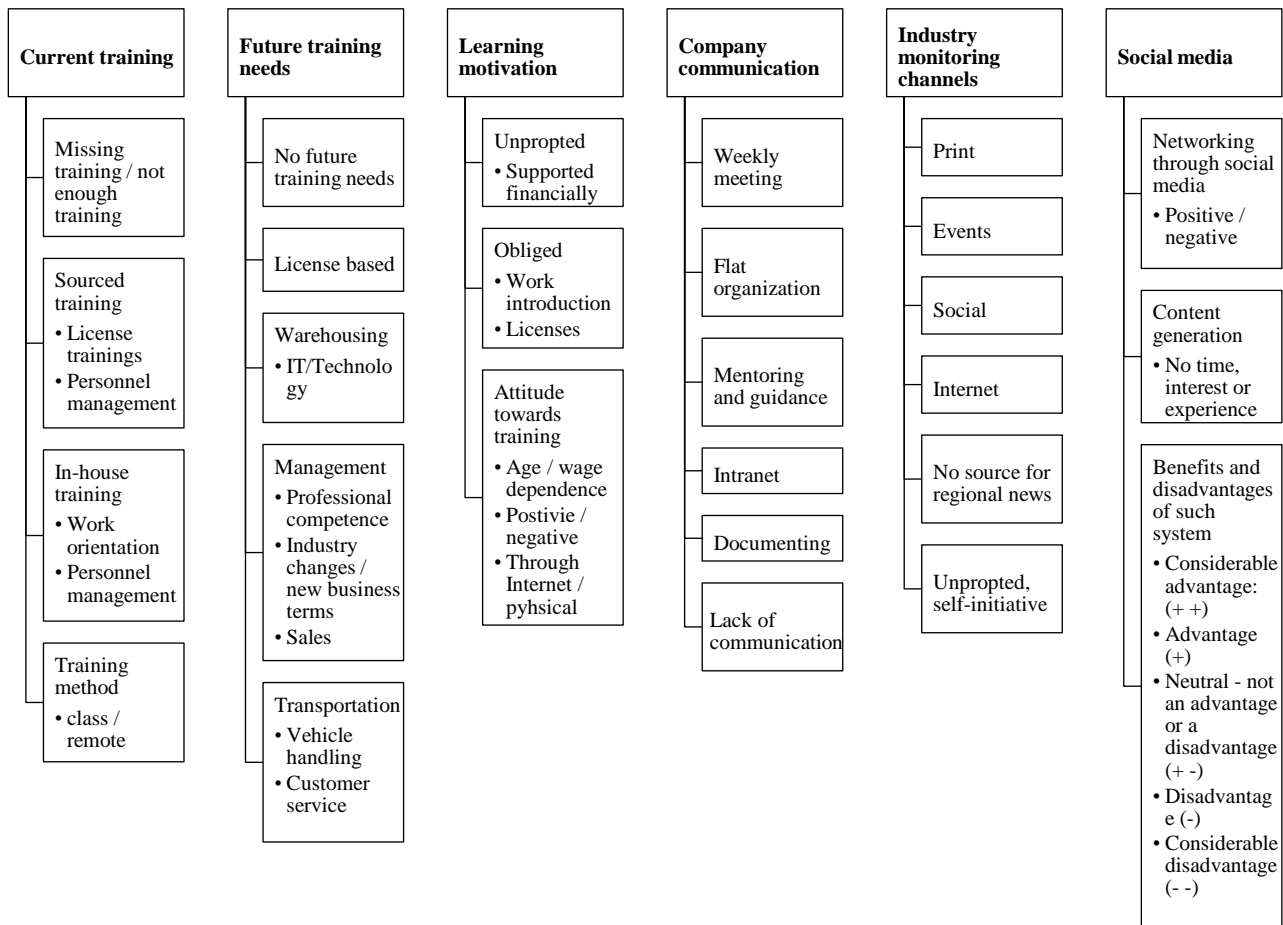 Current training
Missing
training / not
enough
training
Sourced
training
• License
trainings
• Personnel
management
In-house
training
• Work
orientation
• Personnel
management
Training
method
• class /
remote
Future training
needs
No future
training needs
License based
Warehousing
• IT/Technolo
gy
Management
• Professional
competence
• Industry
changes /
new business
terms
• Sales
Transportation
• Vehicle
handling
• Customer
service
Learning
motivation
Unpropted
• Supported
financially
Obliged
• Work
introduction
• Licenses
Attitude
towards
training
• Age / wage
dependence
• Postivie /
negative
• Through
Internet /
pyhsical
Company
communication
Weekly
meeting
Flat
organization
Mentoring
and guidance
Intranet
Documenting
Lack of
communication
Industry
monitoring
channels
Print
Events
Social
Internet
No source for
regional news
Unpropted,
self-initiative
Social media
Networking
through social
media
• Positive /
negative
Content
generation
• No time,
interest or
experience
Benefits and
disadvantages
of such
system
• Considerable
advantage:
(+ +)
• Advantage
(+)
• Neutral - not
an advantage
or a
disadvantage
(+ -)
• Disadvantag
e (-)
• Considerable
disadvantage
(- -)